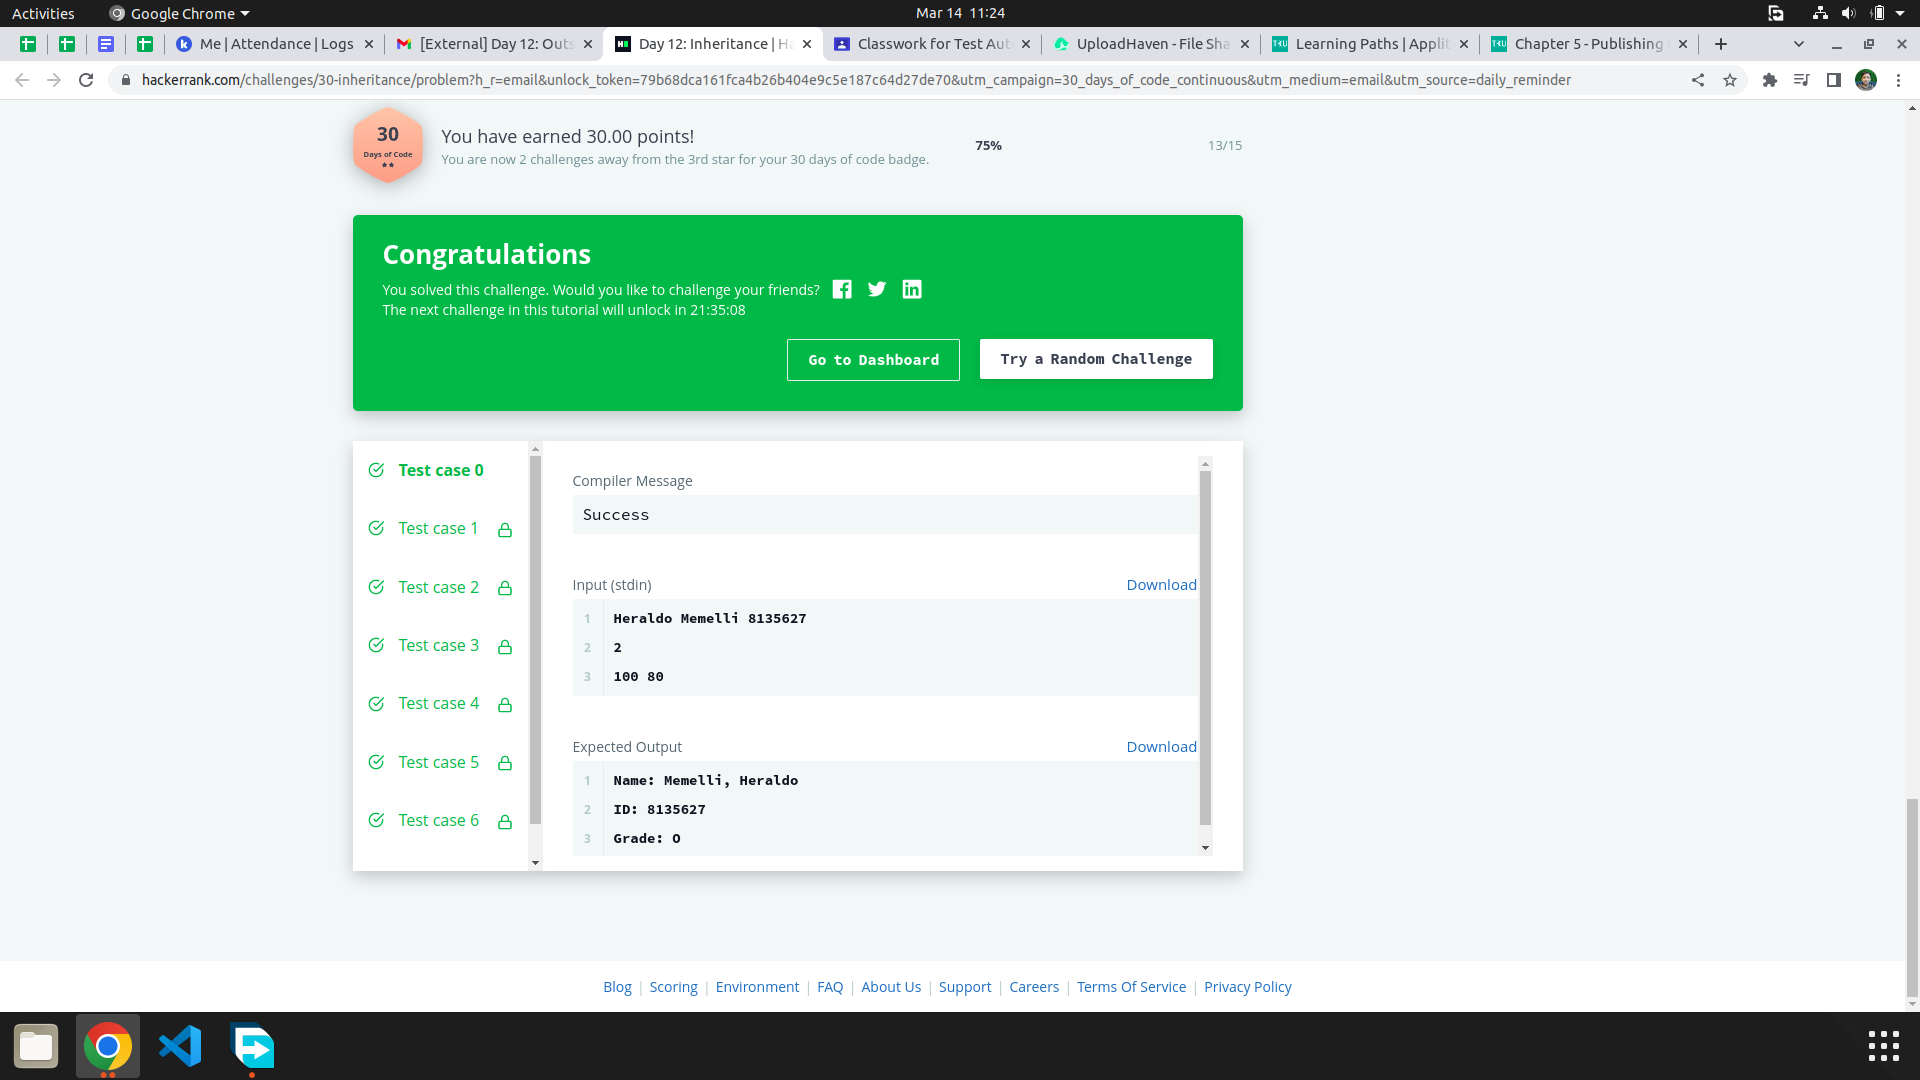 Activities Google Chrome Mar 14 11:24
Me | Attendance | Logs [External] Day 12: Outs Day 12: Inheritance | Ha Classwork for Test Aut UploadHaven - File Sha Learning Paths | Applit Chapter 5 - Publishing
hackerrank.com/challenges/30-inheritance/problem?h_r=email&unlock_token=79b68dca161fca4b26b404e9c5e187c64d27de70&utm_campaign=30_days_of_code_continuous&utm_medium=email&utm_source=daily_reminder
30
Days of Code
You have earned 30.00 points!
You are now 2 challenges away from the 3rd star for your 30 days of code badge.
75%
13/15
Congratulations
You solved this challenge. Would you like to challenge your friends?
The next challenge in this tutorial will unlock in 21:35:08
Go to Dashboard
Try a Random Challenge
Test case 0
Test case 1
Test case 2
Test case 3
Test case 4
Test case 5
Test case 6
Compiler Message
Success
Input (stdin) Download
1 Heraldo Memelli 8135627
2 2
3 100 80
Expected Output Download
1 Name: Memelli, Heraldo
2 ID: 8135627
3 Grade: O
Blog | Scoring | Environment | FAQ | About Us | Support | Careers | Terms Of Service | Privacy Policy